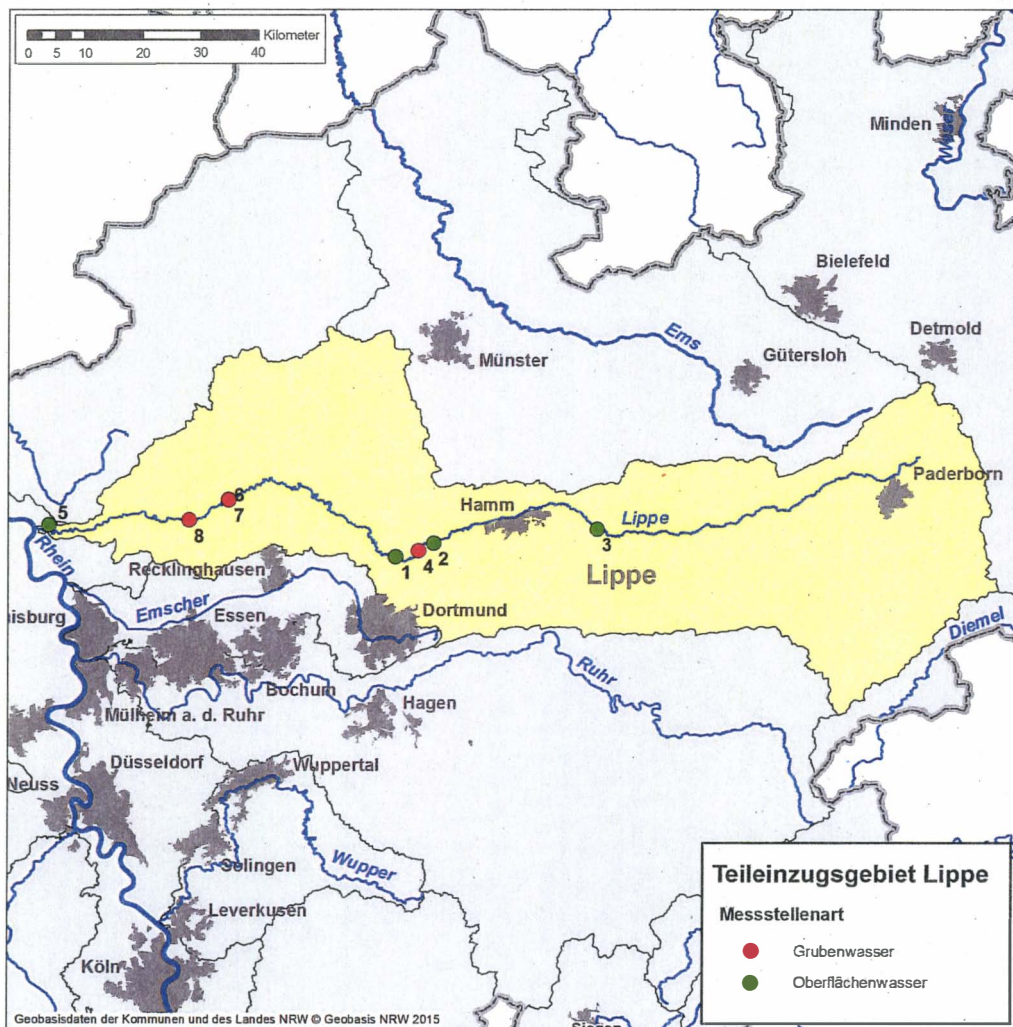 0 5 10 20 30 40 Kilometer
Minden
Weser
Bielefeld
Detmold
Ems
Gütersloh
Münster
Paderborn
Hamm
Lippe
5
6
7
8
3
2
4
1
Lippe
Rhein
Recklinghausen
Emscher
Essen
Dortmund
isburg
Diemel
Ruhr
Bochum
Hagen
Mülheim a. d. Ruhr
Düsseldorf
Wuppertal
Neuss
Solingen
Wupper
Leverkusen
Köln
Teileinzugsgebiet Lippe
Messstellenart
Grubenwasser
Oberflächenwasser
Geobasisdaten der Kommunen und des Landes NRW © Geobasis NRW 2015